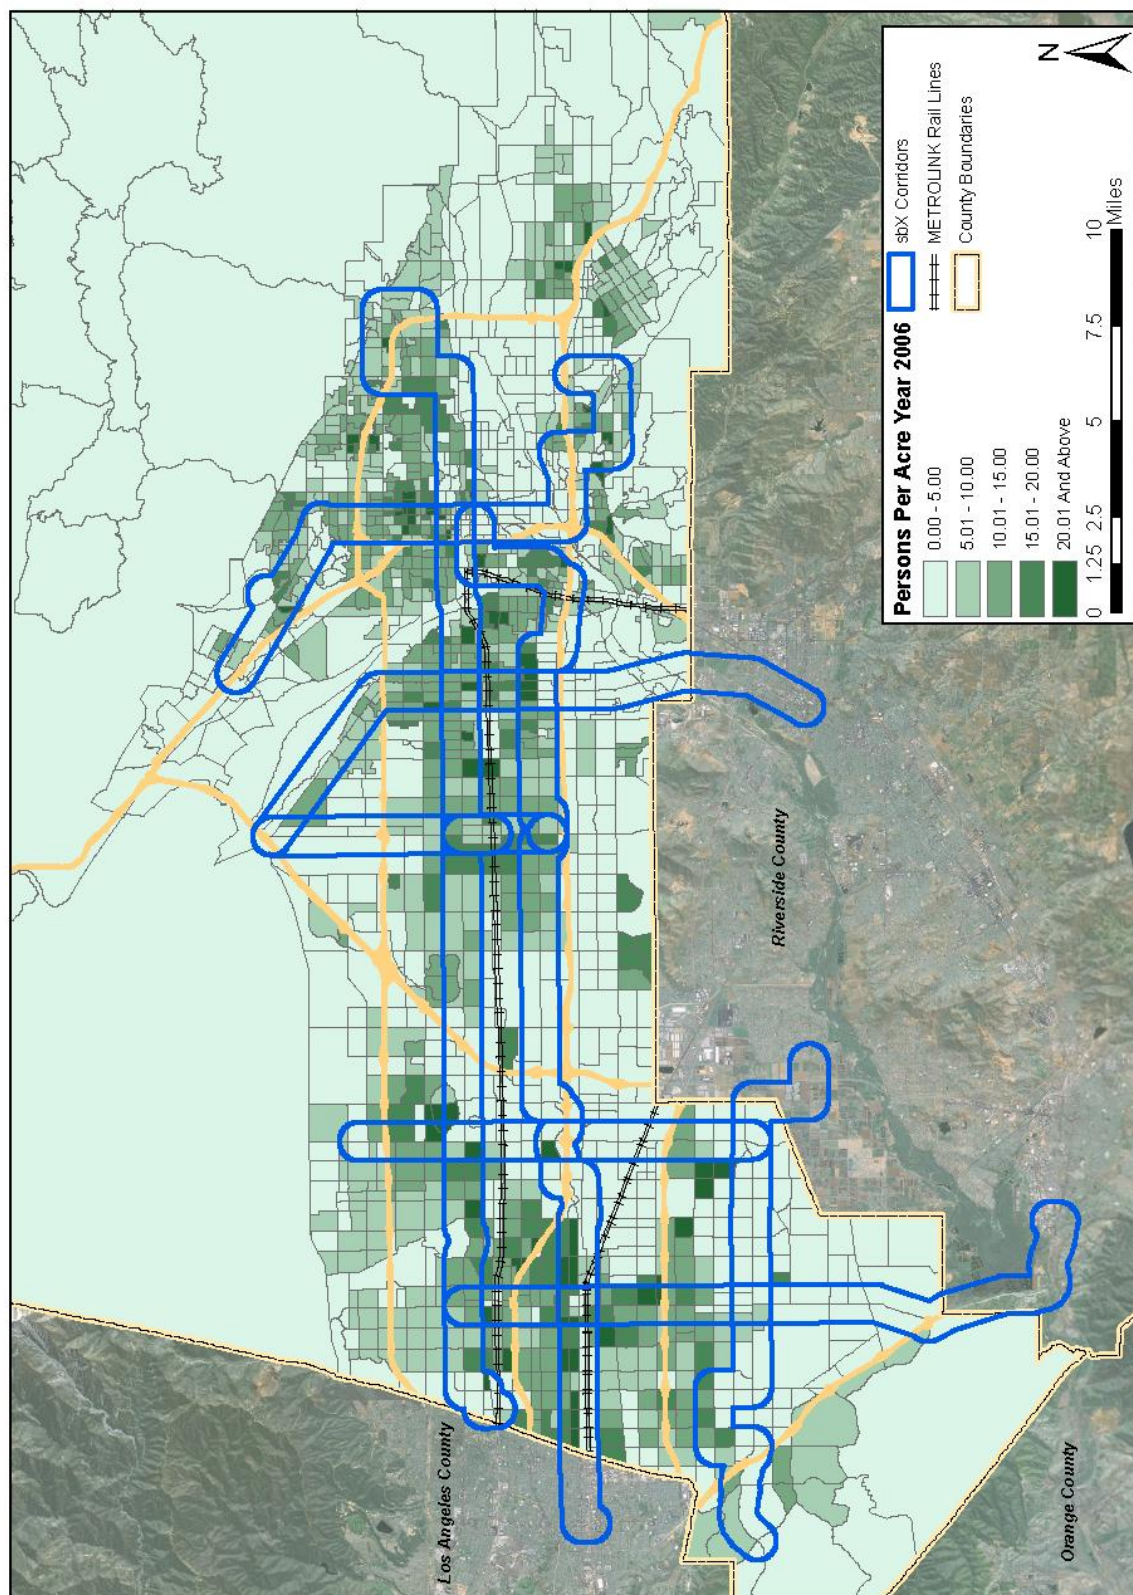 Los Angeles County
Riverside County
Orange County
Persons Per Acre Year 2006
0.00 - 5.00
5.01 - 10.00
10.01 - 15.00
15.01 - 20.00
20.01 And Above
sbX Corridors
METROLINK Rail Lines
County Boundaries
N
0 1.25 2.5 5 7.5 10
Miles